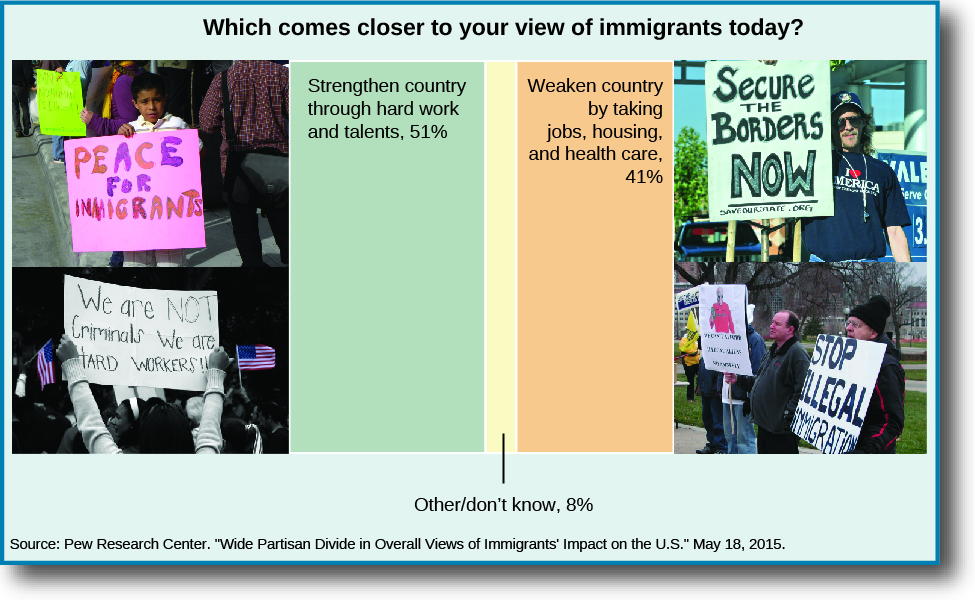 Which comes closer to your view of immigrants today?
PEACE
FOR
INMIGRANTS
We are NOT
Criminals We are
HARD WORKERS!!
Strengthen country
through hard work
and talents, 51%
Weaken country
by taking
jobs, housing,
and health care,
41%
SECURE
THE
BORDERS
NOW
SAVEOURSTATE.ORG
I
MERICA
STOP
ILLEGAL
IMMIGRATION
Other/don’t know, 8%
Source: Pew Research Center. "Wide Partisan Divide in Overall Views of Immigrants' Impact on the U.S." May 18, 2015.